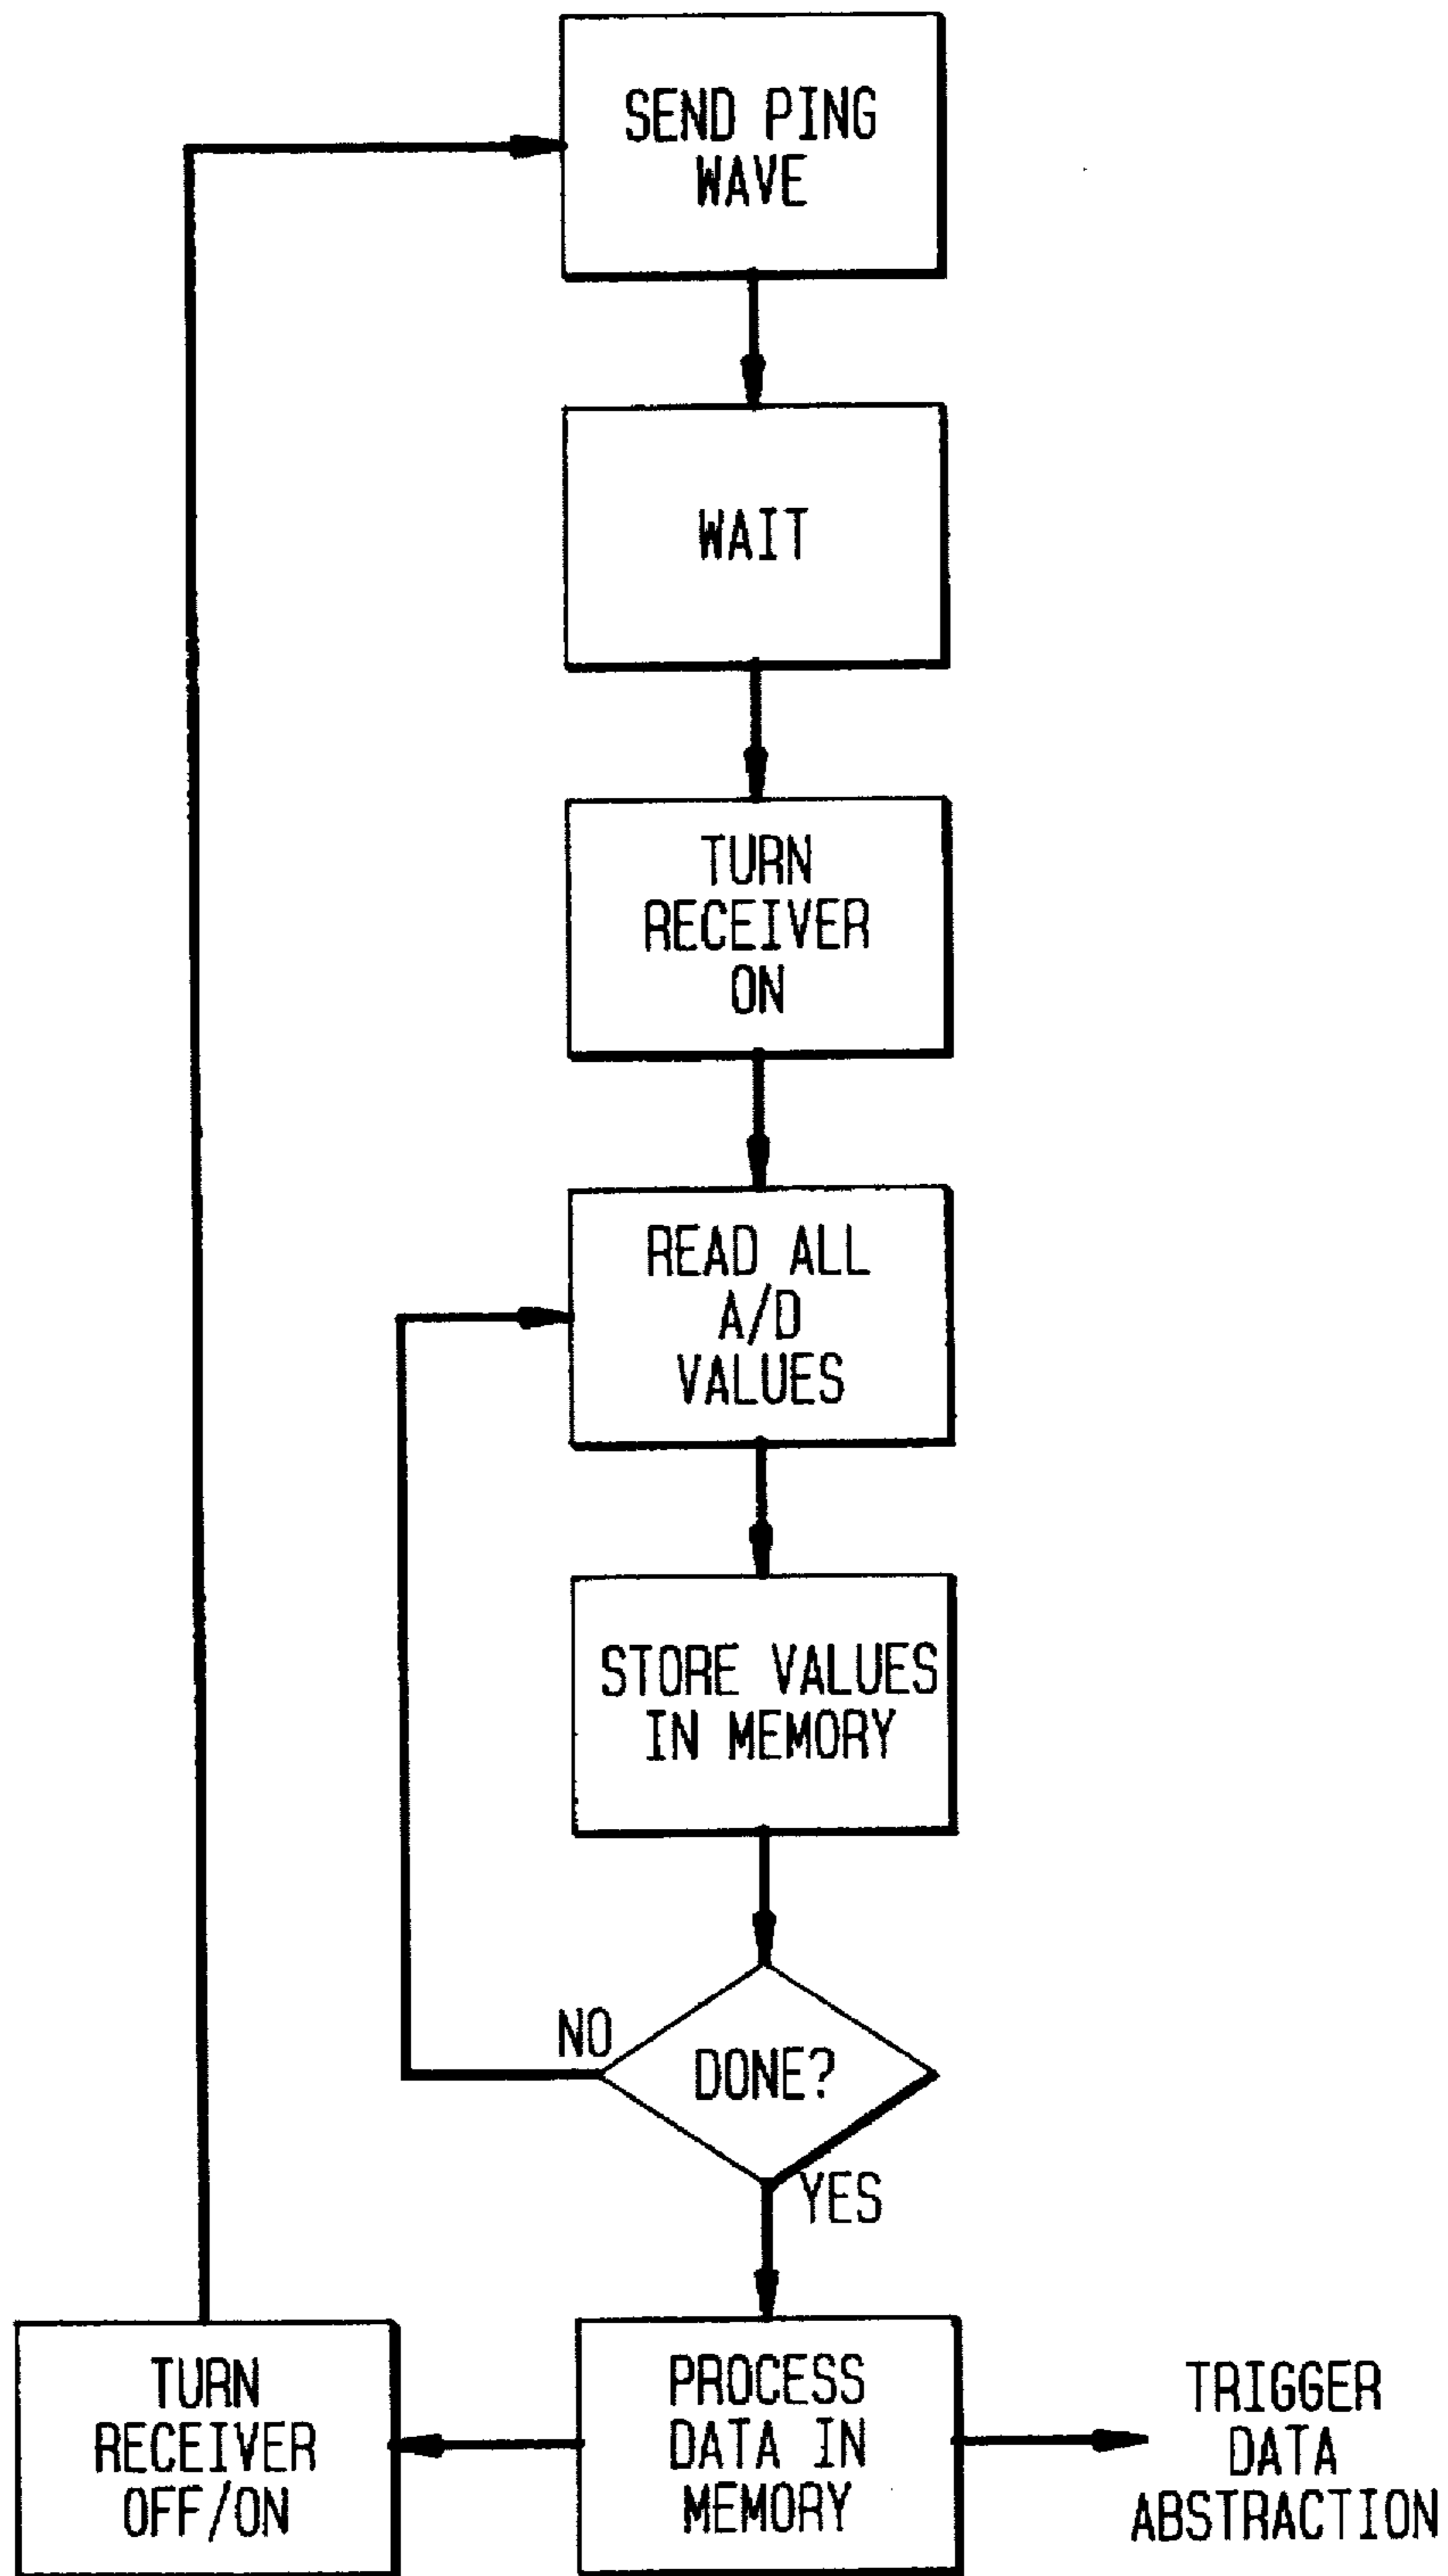 SEND PING
WAVE
WAIT
TURN
RECEIVER
ON
READ ALL
A/D
VALUES
STORE VALUES
IN MEMORY
NO
DONE?
YES
TURN
RECEIVER
OFF/ON
PROCESS
DATA IN
MEMORY
TRIGGER
DATA
ABSTRACTION